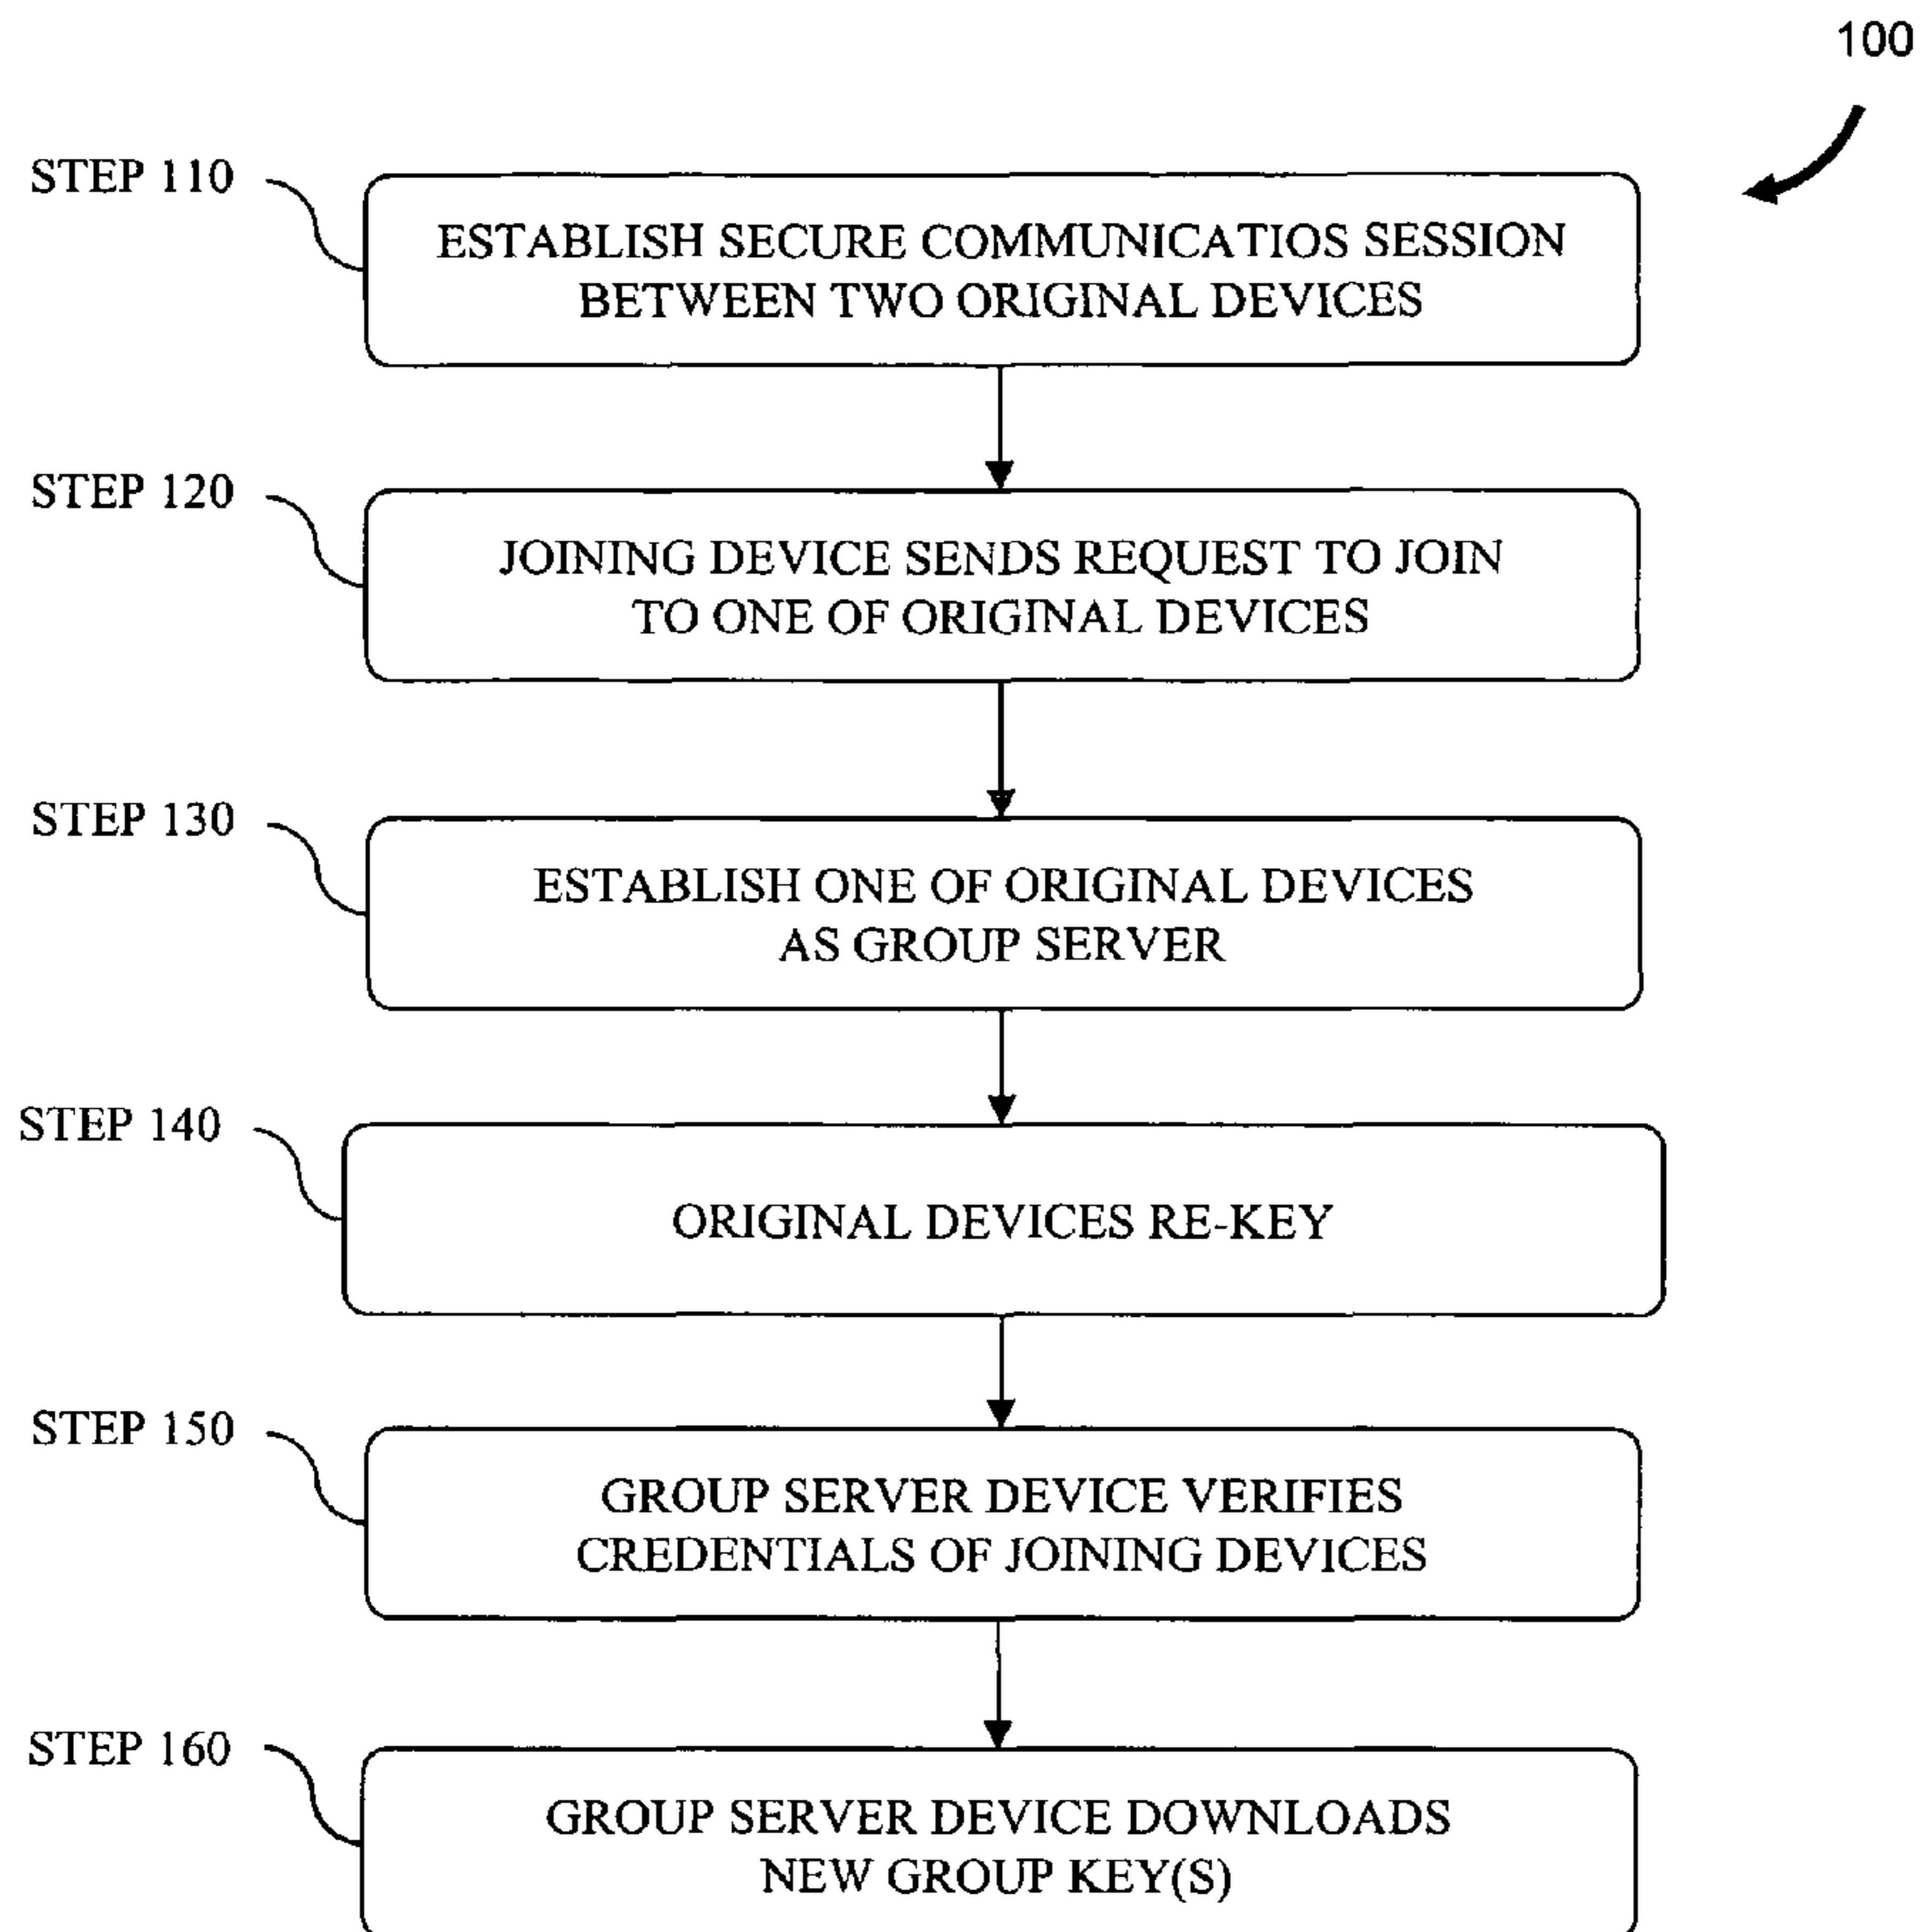 100
STEP 110
ESTABLISH SECURE COMMUNICATIOS SESSION
BETWEEN TWO ORIGINAL DEVICES
STEP 120
JOINING DEVICE SENDS REQUEST TO JOIN
TO ONE OF ORIGINAL DEVICES
STEP 130
ESTABLISH ONE OF ORIGINAL DEVICES
AS GROUP SERVER
STEP 140
ORIGINAL DEVICES RE-KEY
STEP 150
GROUP SERVER DEVICE VERIFIES
CREDENTIALS OF JOINING DEVICES
STEP 160
GROUP SERVER DEVICE DOWNLOADS
NEW GROUP KEY(S)